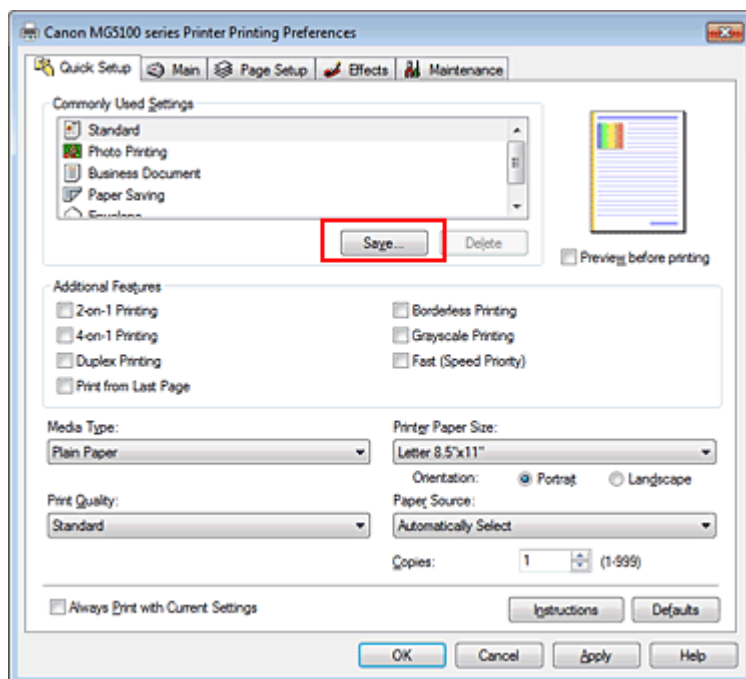 Canon MG5100 series Printer Printing Preferences
Quick Setup Main Page Setup Effects Maintenance
Commonly Used Settings
Standard
Photo Printing
Business Document
Paper Saving
Envelope
Save... Delete
Preview before printing
Additional Features
2-on-1 Printing Borderless Printing
4-on-1 Printing Grayscale Printing
Duplex Printing Fast (Speed Priority)
Print from Last Page
Media Type: Printer Paper Size:
Plain Paper Letter 8.5"x11"
Orientation: Portrait Landscape
Print Quality: Paper Source:
Standard Automatically Select
Copies: 1 (1-999)
Always Print with Current Settings Instructions Defaults
OK Cancel Apply Help